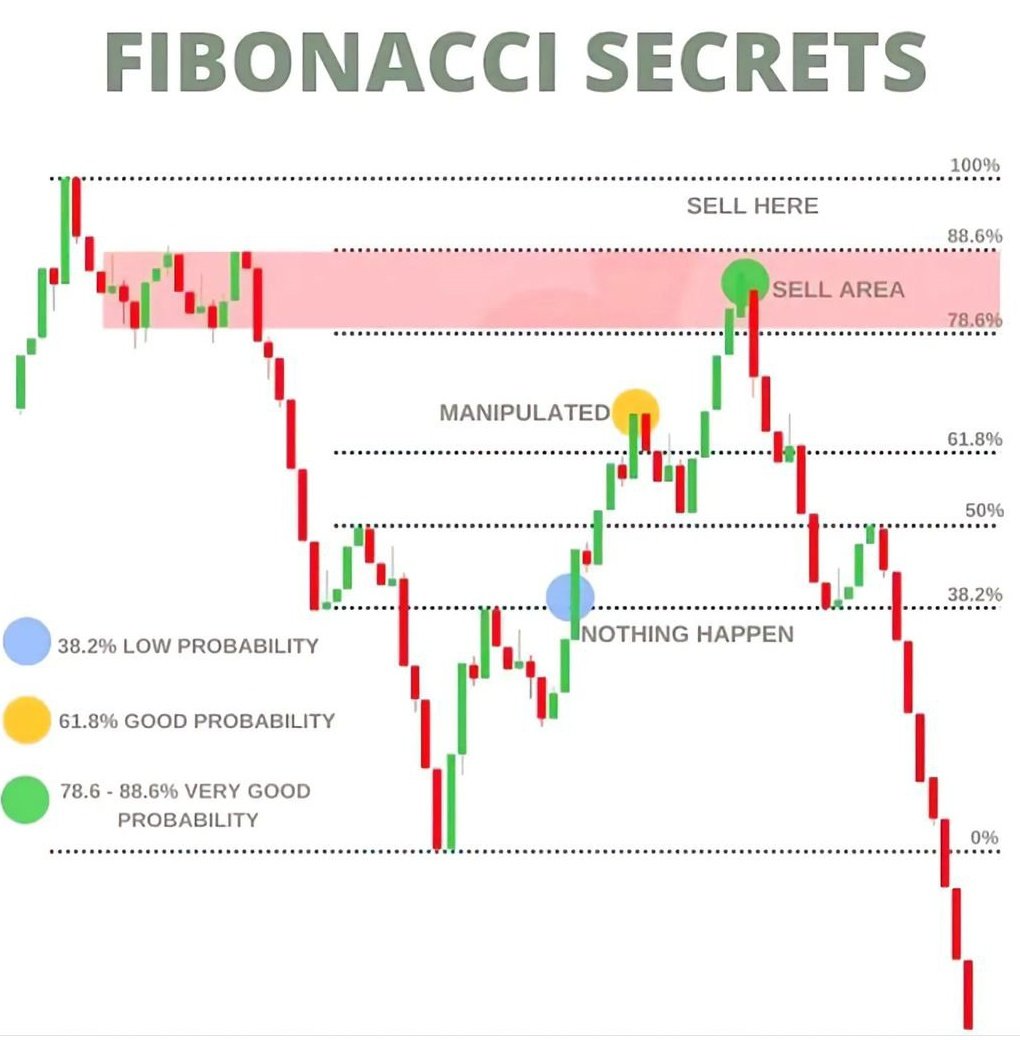 FIBONACCI SECRETS
100%
SELL HERE
88.6%
SELL AREA
78.6%
MANIPULATED
61.8%
50%
38.2%
NOTHING HAPPEN
38.2% LOW PROBABILITY
61.8% GOOD PROBABILITY
78.6 - 88.6% VERY GOOD
PROBABILITY
0%